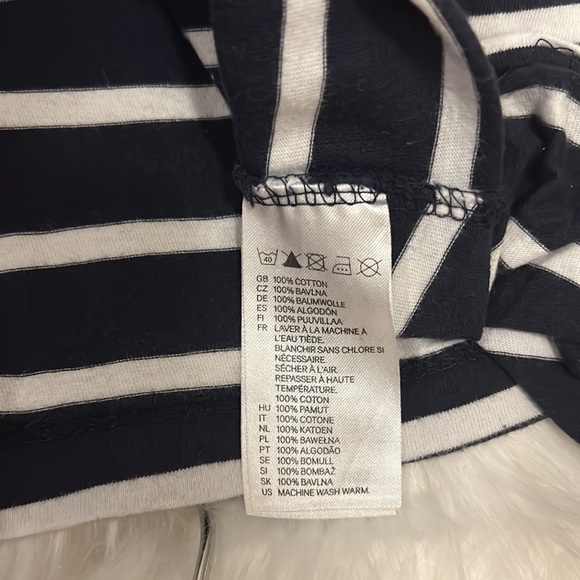 40
GB 100% COTTON
CZ 100% BAVLNA
DE 100% BAUMWOLLE
ES 100% ALGODÓN
FI 100% PUUVILLAA
FR LAVER À LA MACHINE À
L'EAU TIÈDE.
BLANCHIR SANS CHLORE SI
NÉCESSAIRE.
SÉCHER À L'AIR.
REPASSER À HAUTE
TEMPÉRATURE.
100% COTON
HU 100% PAMUT
IT 100% COTONE
NL 100% KATOEN
PL 100% BAWEŁNA
PT 100% ALGODÃO
SE 100% BOMULL
SI 100% BOMBAŽ
SK 100% BAVLNA
US MACHINE WASH WARM.